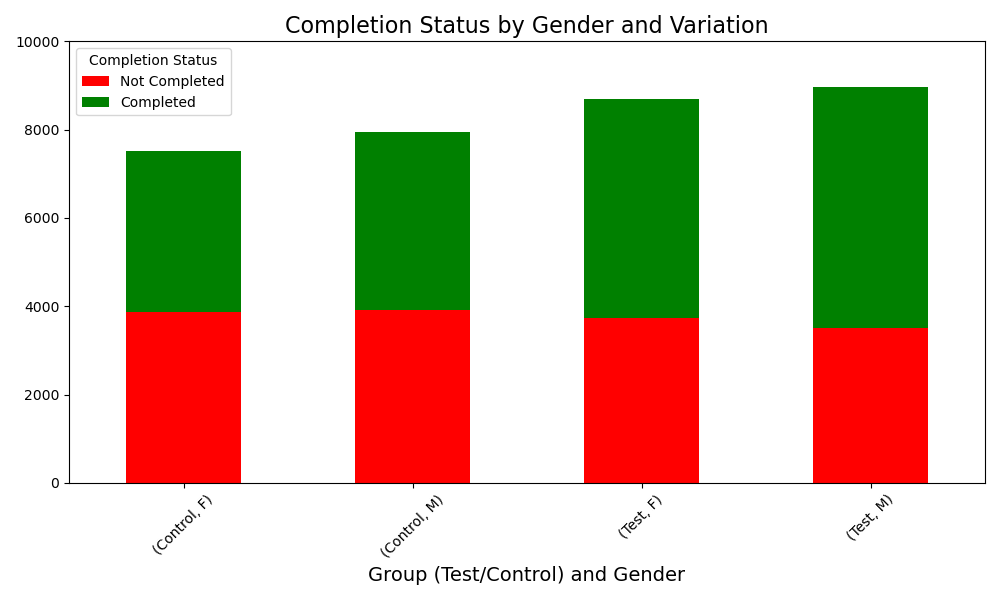 Completion Status by Gender and Variation
10000
8000
6000
4000
2000
0
Completion Status
Not Completed
Completed
(Control, F)
(Control, M)
(Test, F)
(Test, M)
Group (Test/Control) and Gender